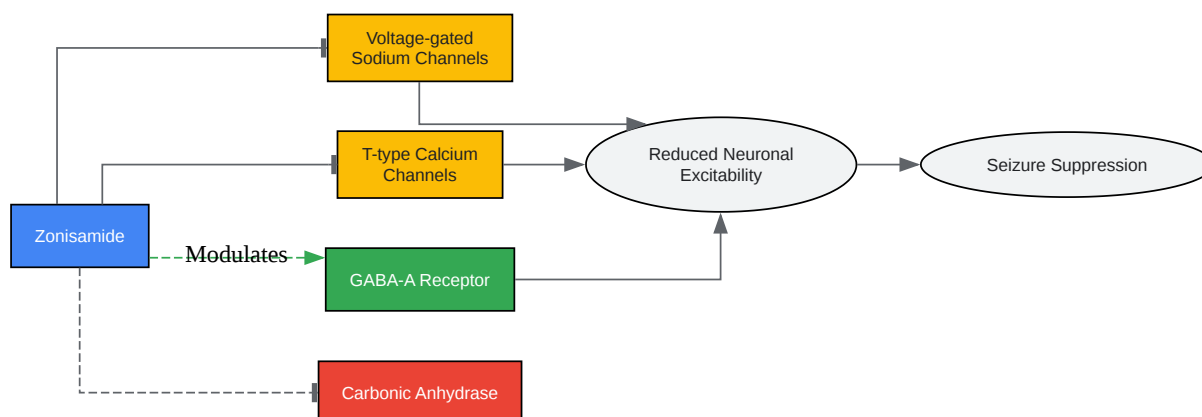 Voltage-gated
Sodium Channels
T-type Calcium
Channels
Reduced Neuronal
Excitability
Seizure Suppression
Zonisamide
Modulates
GABA-A Receptor
Carbonic Anhydrase